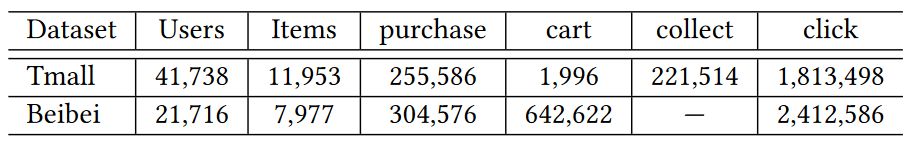 Dataset Users Items purchase cart collect click
Tmall 41,738 11,953 255,586 1,996 221,514 1,813,498
Beibei 21,716 7,977 304,576 642,622 — 2,412,586